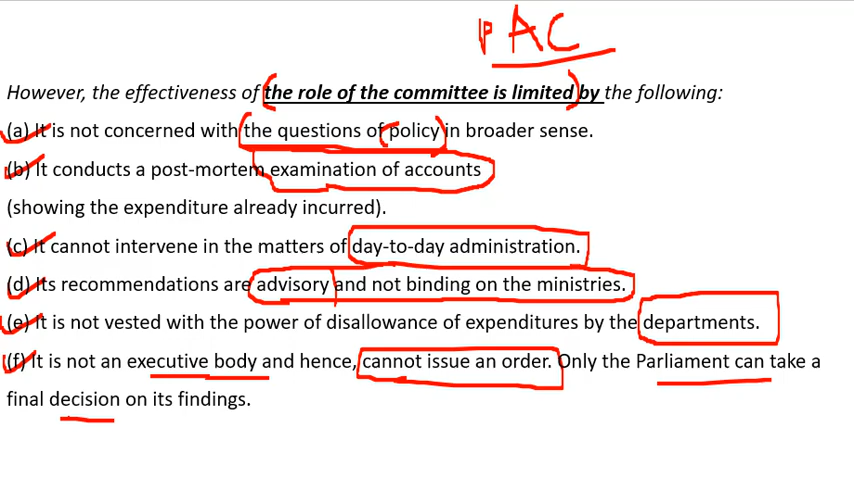 PAC
However, the effectiveness of the role of the committee is limited by the following:
(a) It is not concerned with the questions of policy in broader sense.
(b) It conducts a post-mortem examination of accounts
(showing the expenditure already incurred).
(c) It cannot intervene in the matters of day-to-day administration.
(d) Its recommendations are advisory and not binding on the ministries.
(e) It is not vested with the power of disallowance of expenditures by the departments.
(f) It is not an executive body and hence, cannot issue an order. Only the Parliament can take a
final decision on its findings.